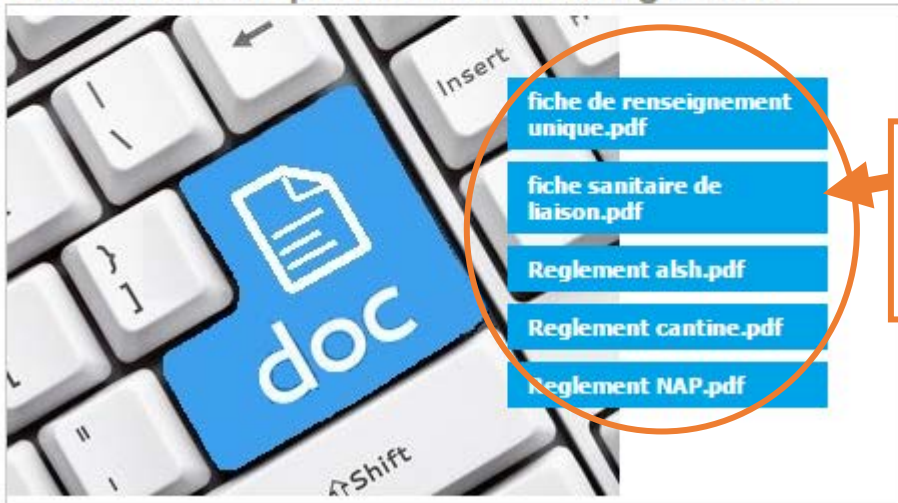 Insert
fiche de renseignement
unique.pdf
fiche sanitaire de
liaison.pdf
Reglement alsh.pdf
Reglement cantine.pdf
Reglement NAP.pdf
doc
Shift
|
\
}
]
"